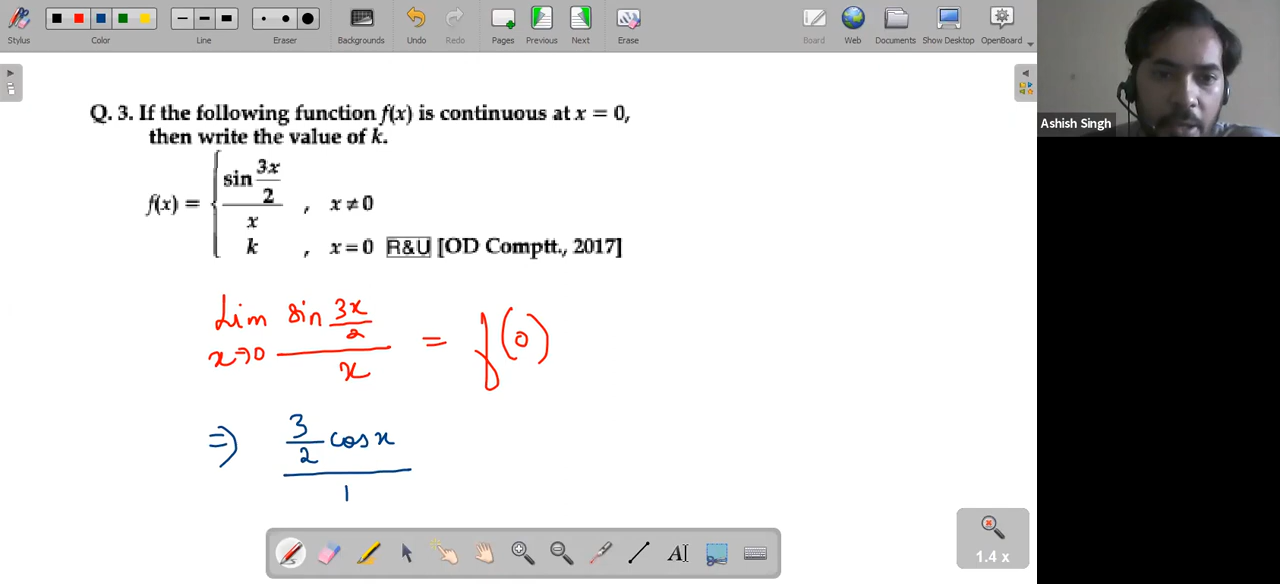 Stylus
Color
Line
Eraser
Backgrounds
Undo
Redo
Pages
Previous
Next
Erase
Board
Web
Documents
Show Desktop
OpenBoard
Ashish Singh
Q. 3. If the following function f(x) is continuous at x = 0,
then write the value of k.
f(x) = { sin 3x/2 / x , x ≠ 0
k , x = 0 R&U [OD Comptt., 2017]
Lim x→0 sin 3x/2 / x = f(0)
⇒ 3/2 cos x / 1
1.4 x